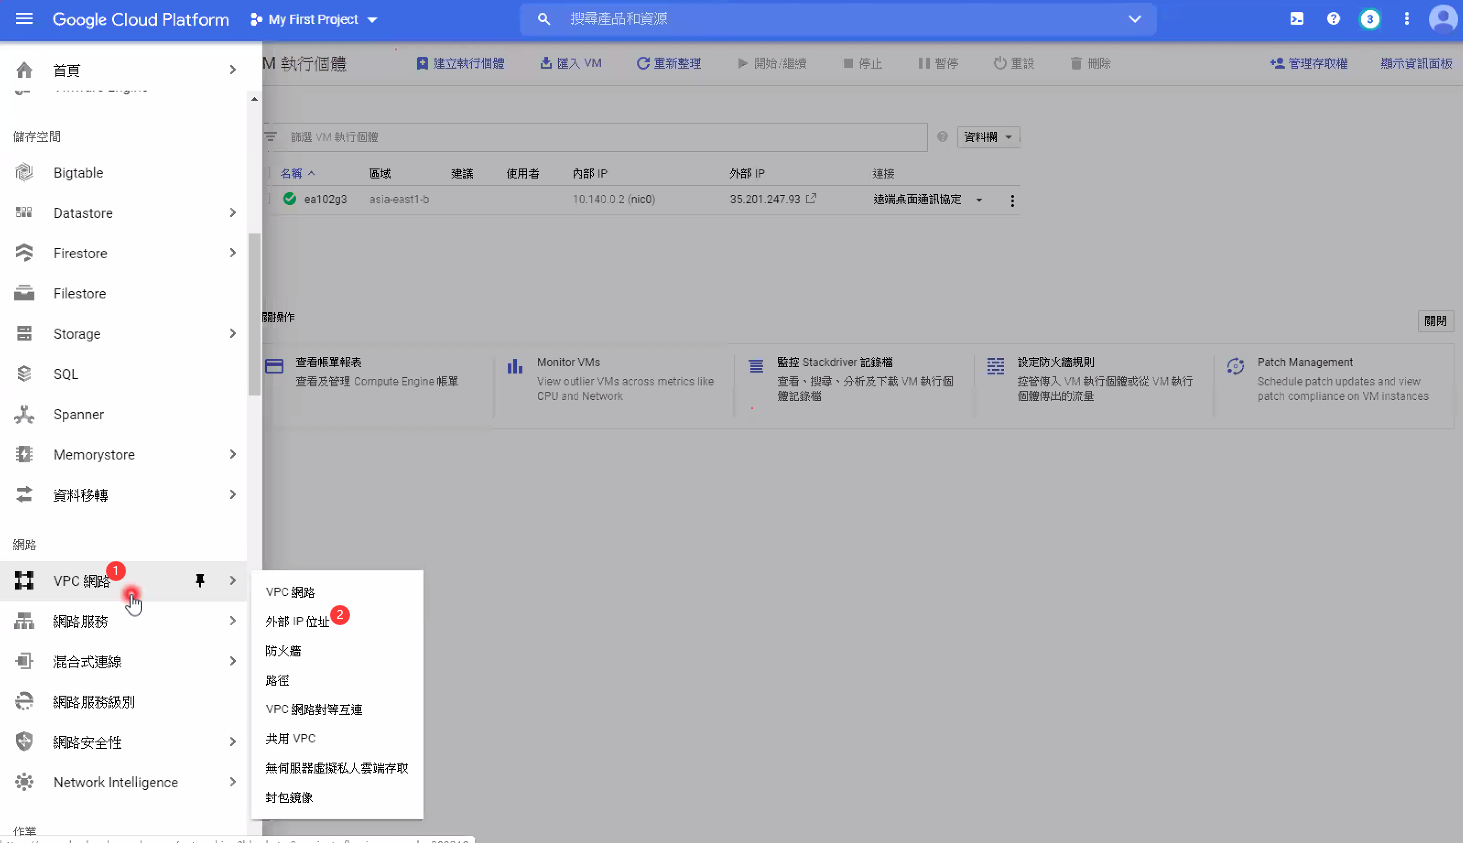 Google Cloud Platform
My First Project
搜尋產品和資源
3
首頁
VMware Engine
儲存空間
Bigtable
Datastore
Firestore
Filestore
Storage
SQL
Spanner
Memorystore
資料移轉
網路
VPC 網路
1
網路服務
混合式連線
網路服務級別
網路安全性
Network Intelligence
作業
VPC 網路
外部 IP 位址
2
防火牆
路徑
VPC 網路對等互連
共用 VPC
無伺服器虛擬私人雲端存取
封包鏡像
M 執行個體
建立執行個體
匯入 VM
重新整理
開始/繼續
停止
暫停
重設
刪除
管理存取權
顯示資訊面板
篩選 VM 執行個體
資料欄
名稱
區域
建議
使用者
內部 IP
外部 IP
連接
ea102g3
asia-east1-b
10.140.0.2 (nic0)
35.201.247.93
遠端桌面通訊協定
關操作
關閉
查看帳單報表
查看及管理 Compute Engine 帳單
Monitor VMs
View outlier VMs across metrics like
CPU and Network
監控 Stackdriver 記錄檔
查看、搜尋、分析及下載 VM 執行個
體記錄檔
設定防火牆規則
控管傳入 VM 執行個體或從 VM 執行
個體傳出的流量
Patch Management
Schedule patch updates and view
patch compliance on VM instances